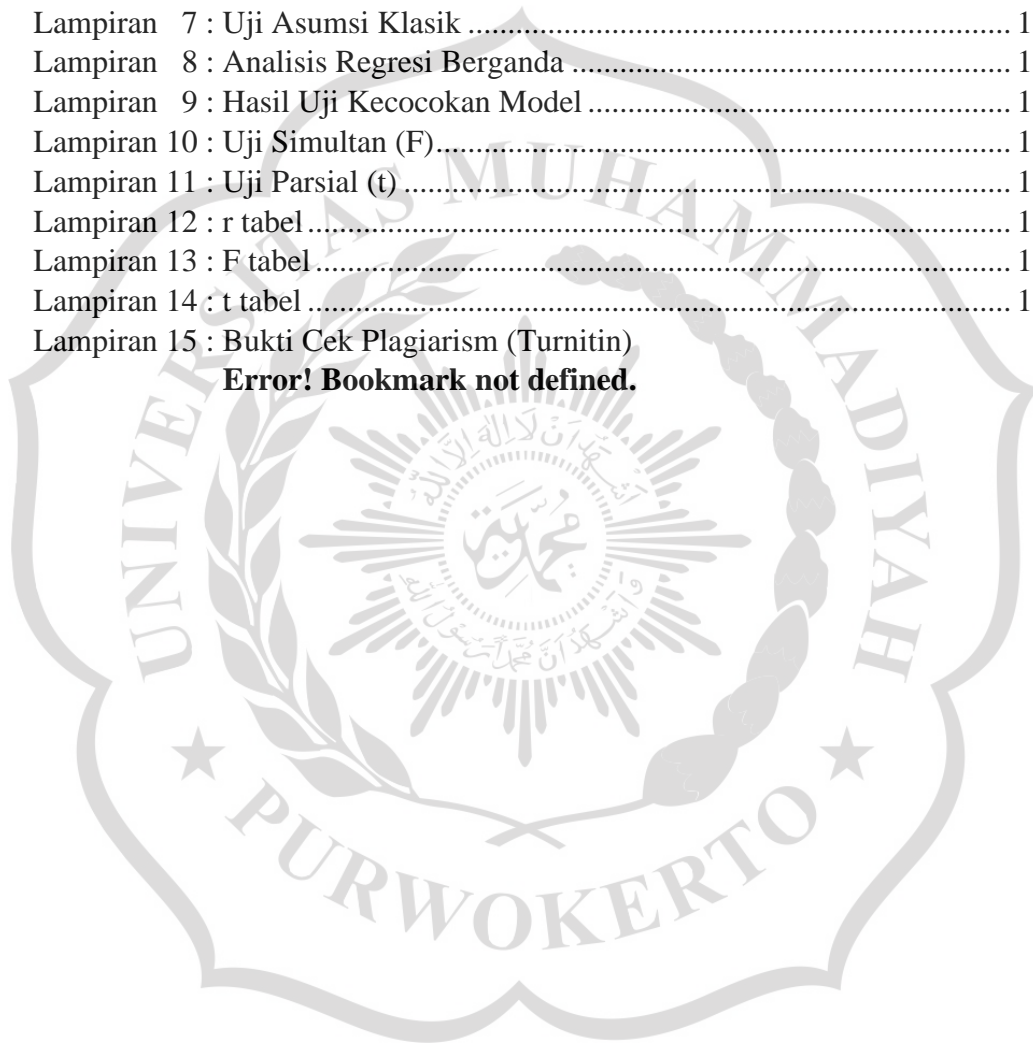 Lampiran 7 : Uji Asumsi Klasik ........................................................................ 1
Lampiran 8 : Analisis Regresi Berganda .......................................................... 1
Lampiran 9 : Hasil Uji Kecocokan Model ........................................................ 1
Lampiran 10 : Uji Simultan (F)............................................................................ 1
Lampiran 11 : Uji Parsial (t) ................................................................................ 1
Lampiran 12 : r tabel ............................................................................................. 1
Lampiran 13 : F tabel ............................................................................................ 1
Lampiran 14 : t tabel ............................................................................................. 1
Lampiran 15 : Bukti Cek Plagiarism (Turnitin)
Error! Bookmark not defined.
UNIVERSITAS MUHAMMADIYAH
PURWOKERTO